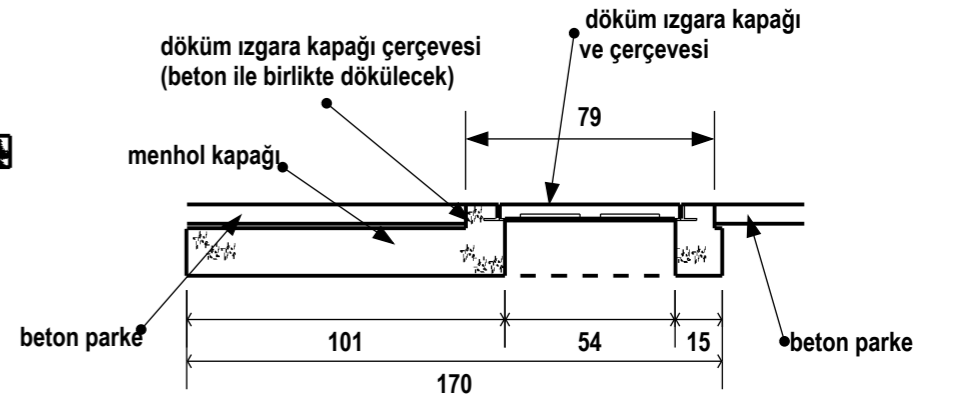 döküm ızgara kapağı
ve çerçevesi
döküm ızgara kapağı çerçevesi
(beton ile birlikte dökülecek)
79
menhol kapağı
beton parke
101
54
15
beton parke
170